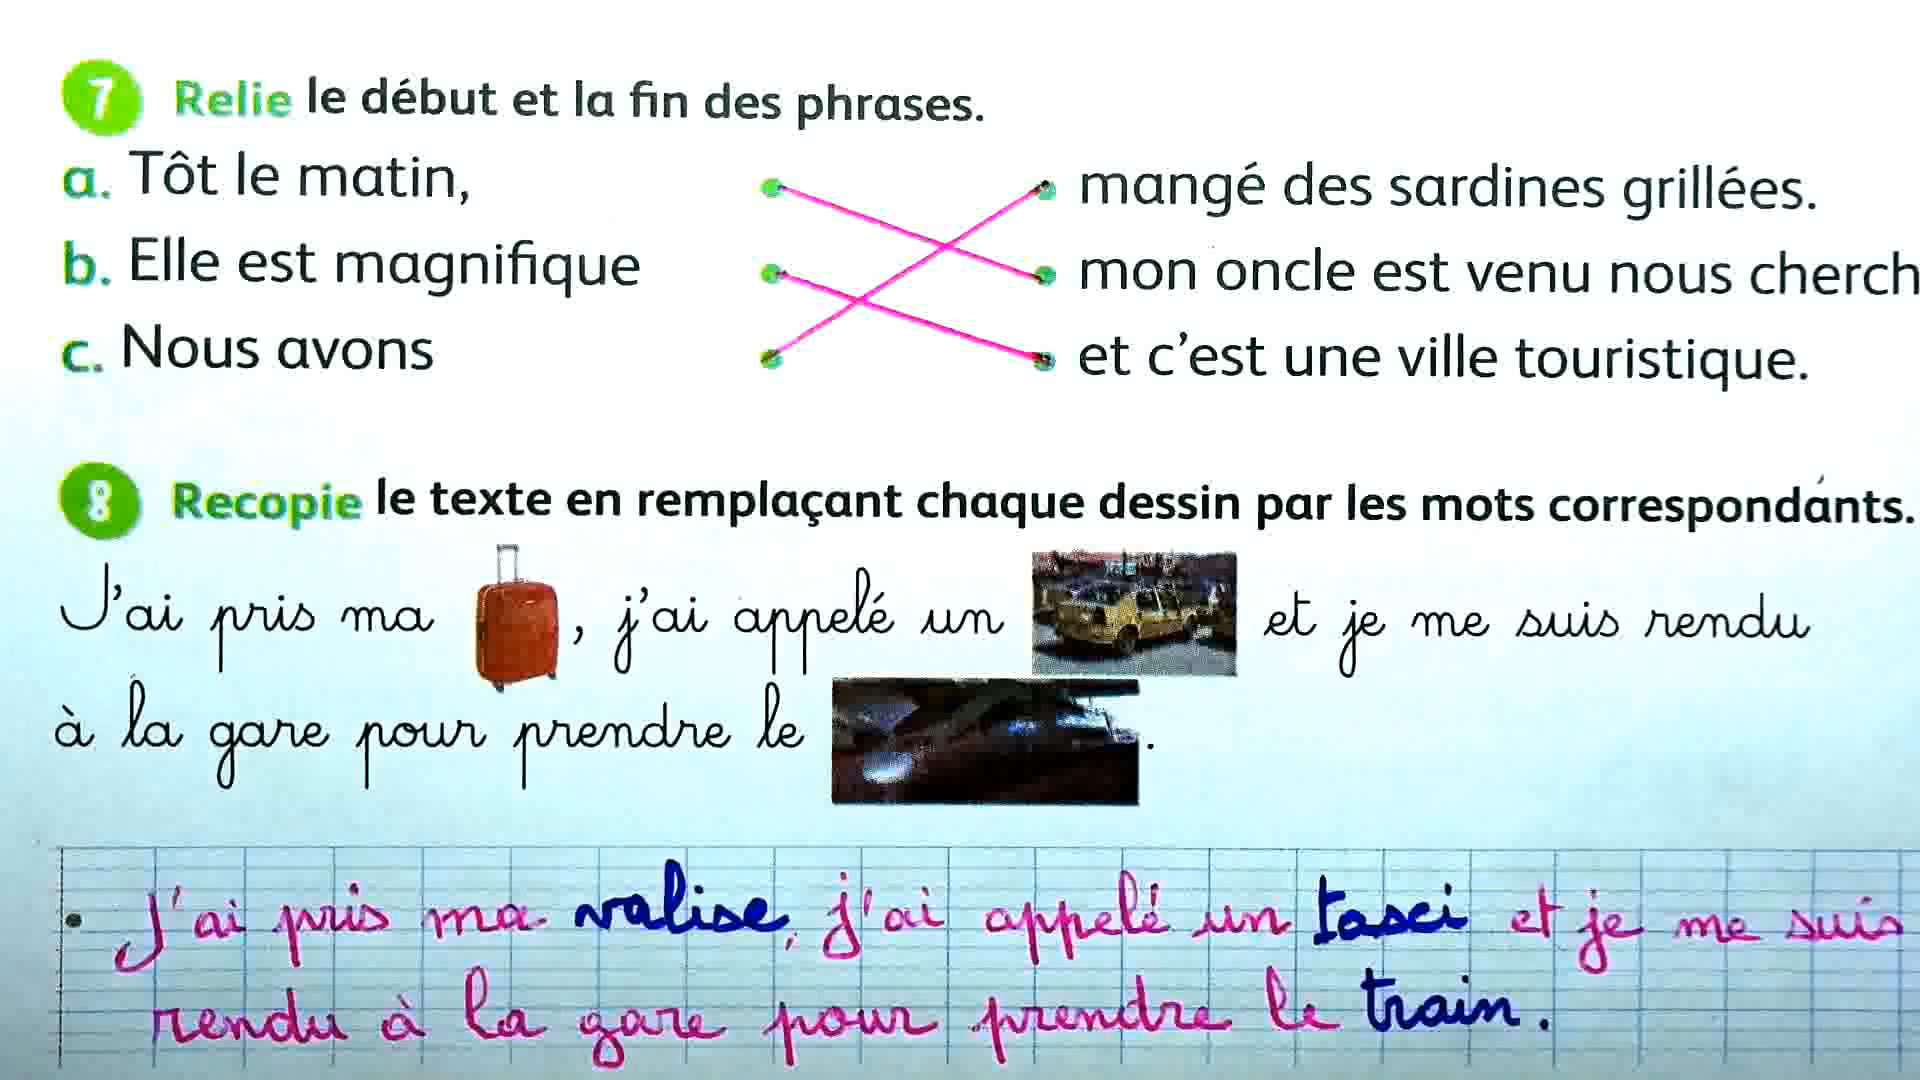 7 Relie le début et la fin des phrases.
a. Tôt le matin,
mangé des sardines grillées.
b. Elle est magnifique
mon oncle est venu nous cherch
c. Nous avons
et c'est une ville touristique.
8 Recopie le texte en remplaçant chaque dessin par les mots correspondants.
J'ai pris ma , j'ai appelé un et je me suis rendu
à la gare pour prendre le .
• J'ai pris ma valise, j'ai appelé un taxi et je me suis
rendu à la gare pour prendre le train.